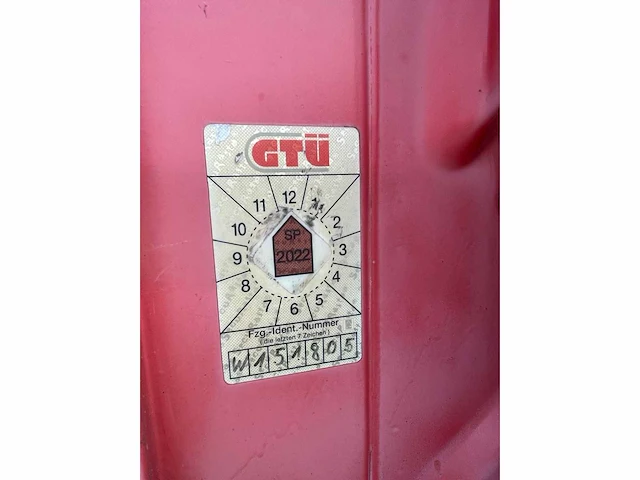 GTÜ
11 12
10 2
9 SP 3
2022
8 4
7 6 5
Fzg.-Ident.-Nummer
(die letzten 7 Zeichen)
W151805